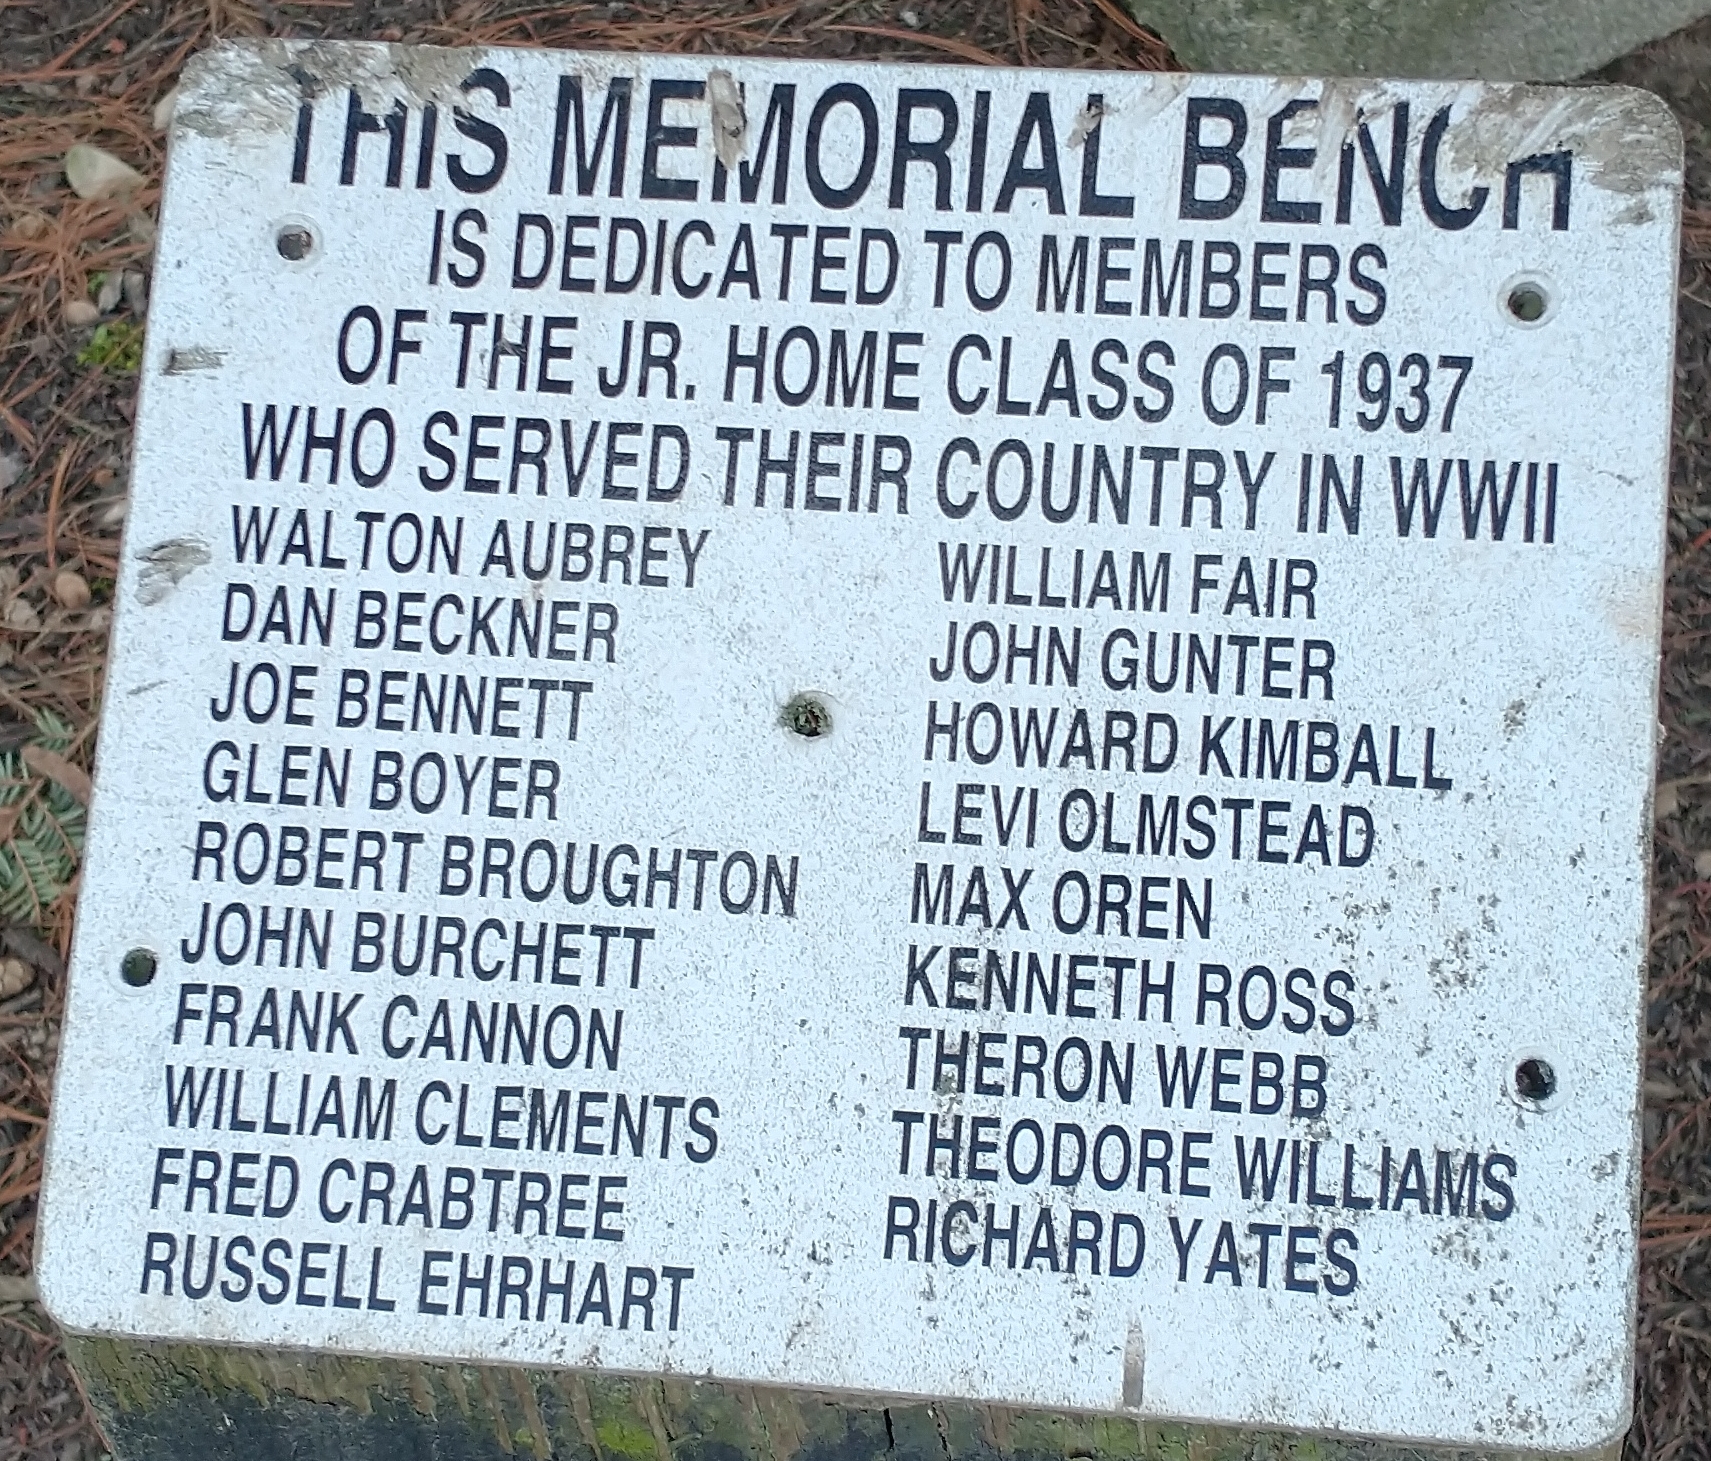 THIS MEMORIAL BENCH
IS DEDICATED TO MEMBERS
OF THE JR. HOME CLASS OF 1937
WHO SERVED THEIR COUNTRY IN WWII
WALTON AUBREY
DAN BECKNER
JOE BENNETT
GLEN BOYER
ROBERT BROUGHTON
JOHN BURCHETT
FRANK CANNON
WILLIAM CLEMENTS
FRED CRABTREE
RUSSELL EHRHART
WILLIAM FAIR
JOHN GUNTER
HOWARD KIMBALL
LEVI OLMSTEAD
MAX OREN
KENNETH ROSS
THERON WEBB
THEODORE WILLIAMS
RICHARD YATES